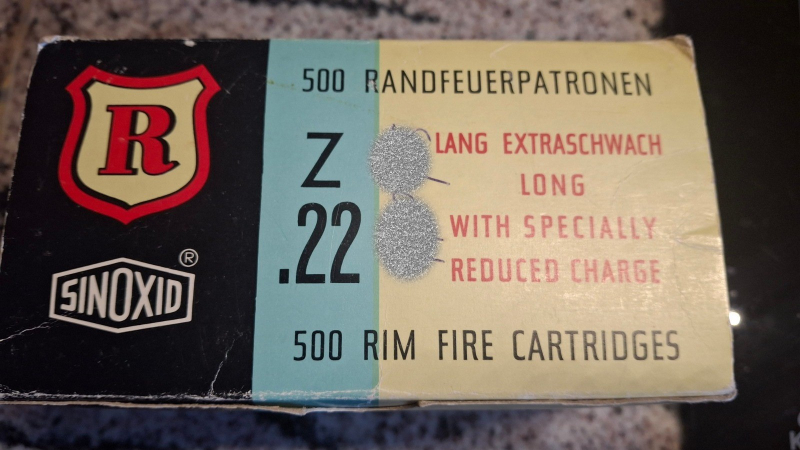 R
SINOXID ®
500 RANDFEUERPATRONEN
Z
.22
LANG EXTRASCHWACH
LONG
WITH SPECIALLY
REDUCED CHARGE
500 RIM FIRE CARTRIDGES